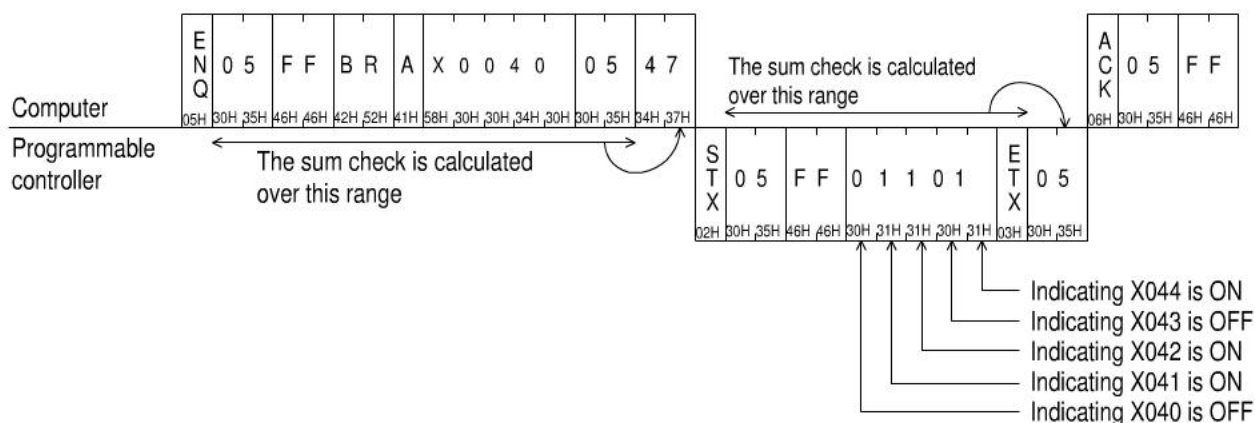 E N Q 0 5 F F B R A X 0 0 4 0 0 5 4 7
05H 30H 35H 46H 46H 42H 52H 41H 58H 30H 30H 34H 30H 30H 35H 34H 37H
Computer
Programmable
controller
The sum check is calculated
over this range
The sum check is calculated
over this range
S T X 0 5 F F 0 1 1 0 1 E T X 0 5
02H 30H 35H 46H 46H 30H 31H 31H 30H 31H 03H 30H 35H
A C K 0 5 F F
06H 30H 35H 46H 46H
Indicating X044 is ON
Indicating X043 is OFF
Indicating X042 is ON
Indicating X041 is ON
Indicating X040 is OFF